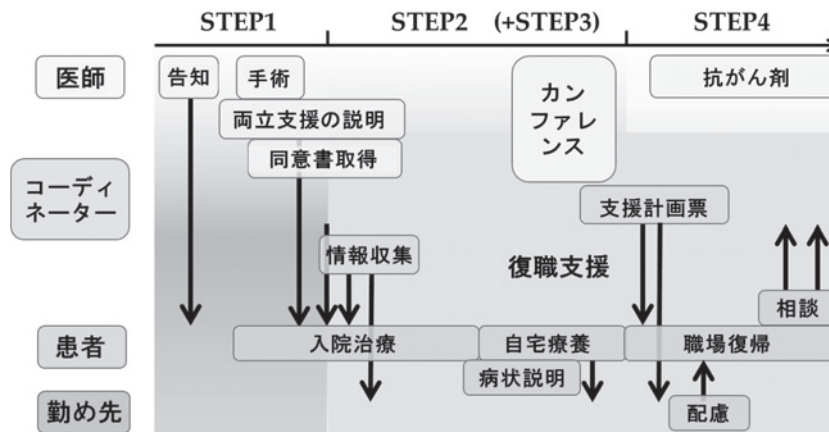 STEP1
STEP2 (+STEP3)
STEP4
医師
告知
手術
カン
ファレ
ンス
抗がん剤
両立支援の説明
同意書取得
コーディ
ネーター
支援計画票
情報収集
復職支援
相談
患者
入院治療
自宅療養
職場復帰
病状説明
勤め先
配慮